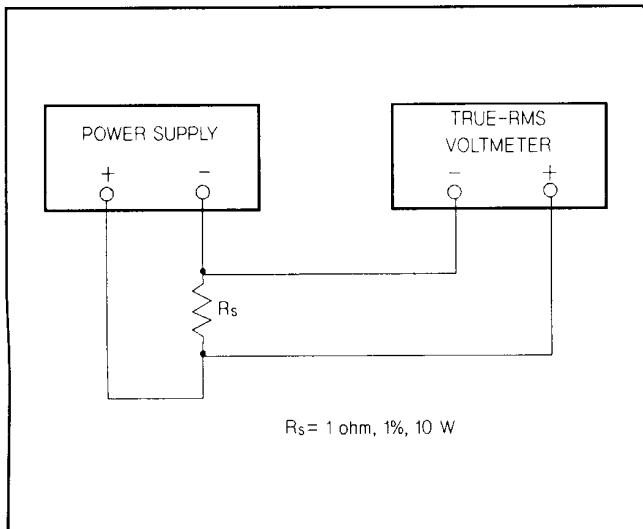 POWER SUPPLY
+ -
TRUE-RMS
VOLTMETER
- +
Rs
Rs= 1 ohm, 1%, 10 W